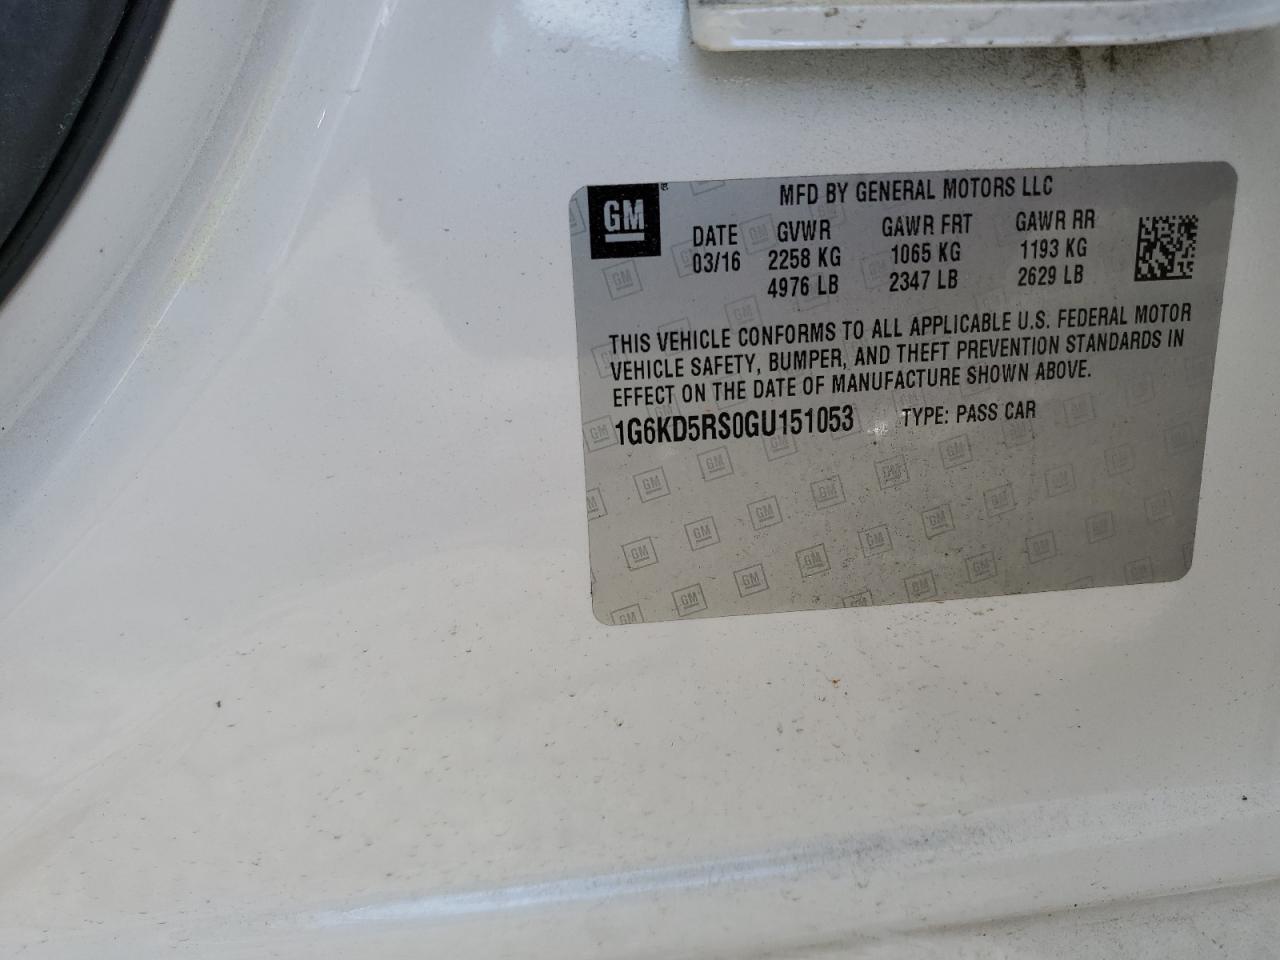 GM
MFD BY GENERAL MOTORS LLC
DATE GVWR GAWR FRT GAWR RR
03/16 2258 KG 1065 KG 1193 KG
4976 LB 2347 LB 2629 LB
THIS VEHICLE CONFORMS TO ALL APPLICABLE U.S. FEDERAL MOTOR
VEHICLE SAFETY, BUMPER, AND THEFT PREVENTION STANDARDS IN
EFFECT ON THE DATE OF MANUFACTURE SHOWN ABOVE.
1G6KD5RS0GU151053 TYPE: PASS CAR